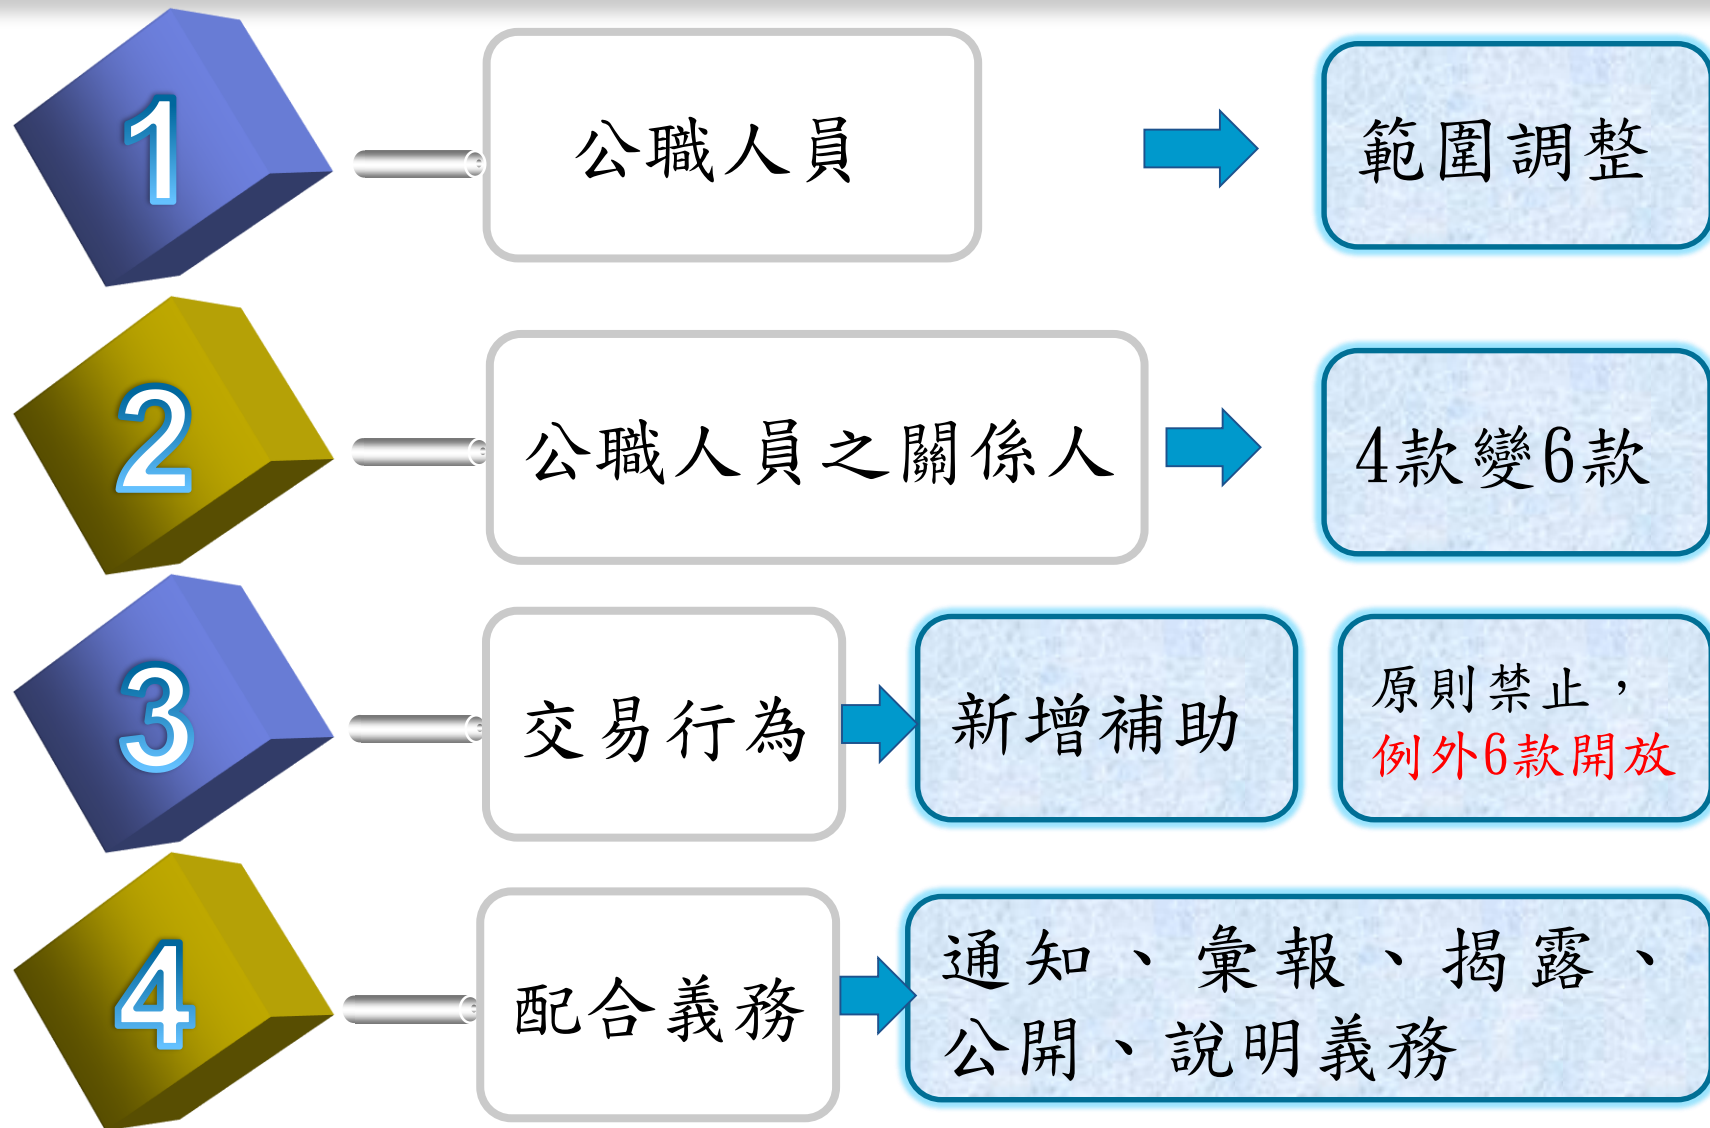 1
公職人員
範圍調整
2
公職人員之關係人
4款變6款
3
交易行為
新增補助
原則禁止，
例外6款開放
4
配合義務
通知、彙報、揭露、
公開、說明義務